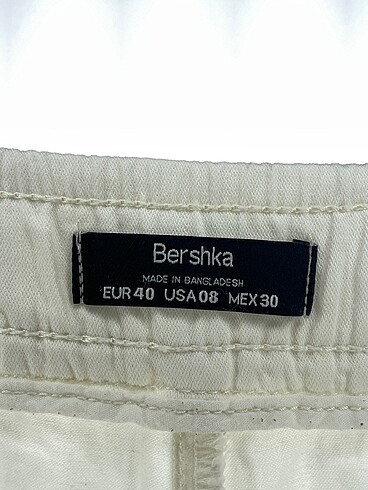 Bershka
MADE IN BANGLADESH
EUR 40 USA 08 MEX 30